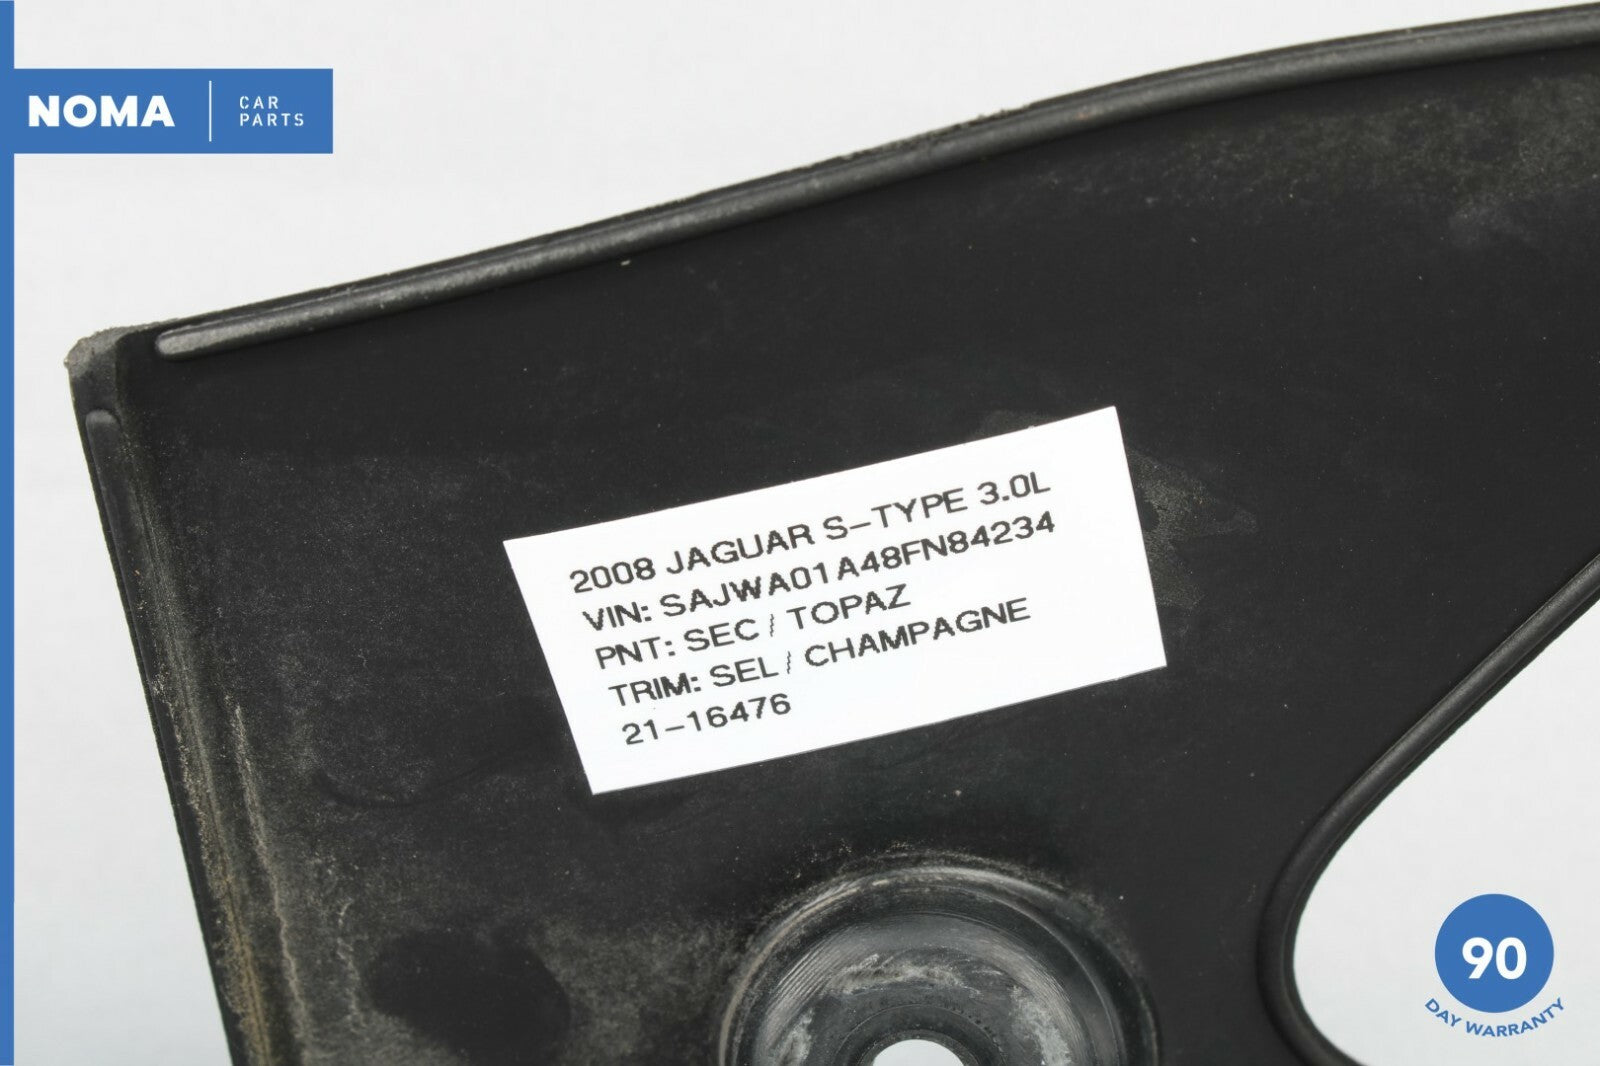 NOMA
CAR
PARTS
2008 JAGUAR S-TYPE 3.0L
VIN: SAJWA01A48FN84234
PNT: SEC / TOPAZ
TRIM: SEL / CHAMPAGNE
21-16476
90
DAY WARRANTY